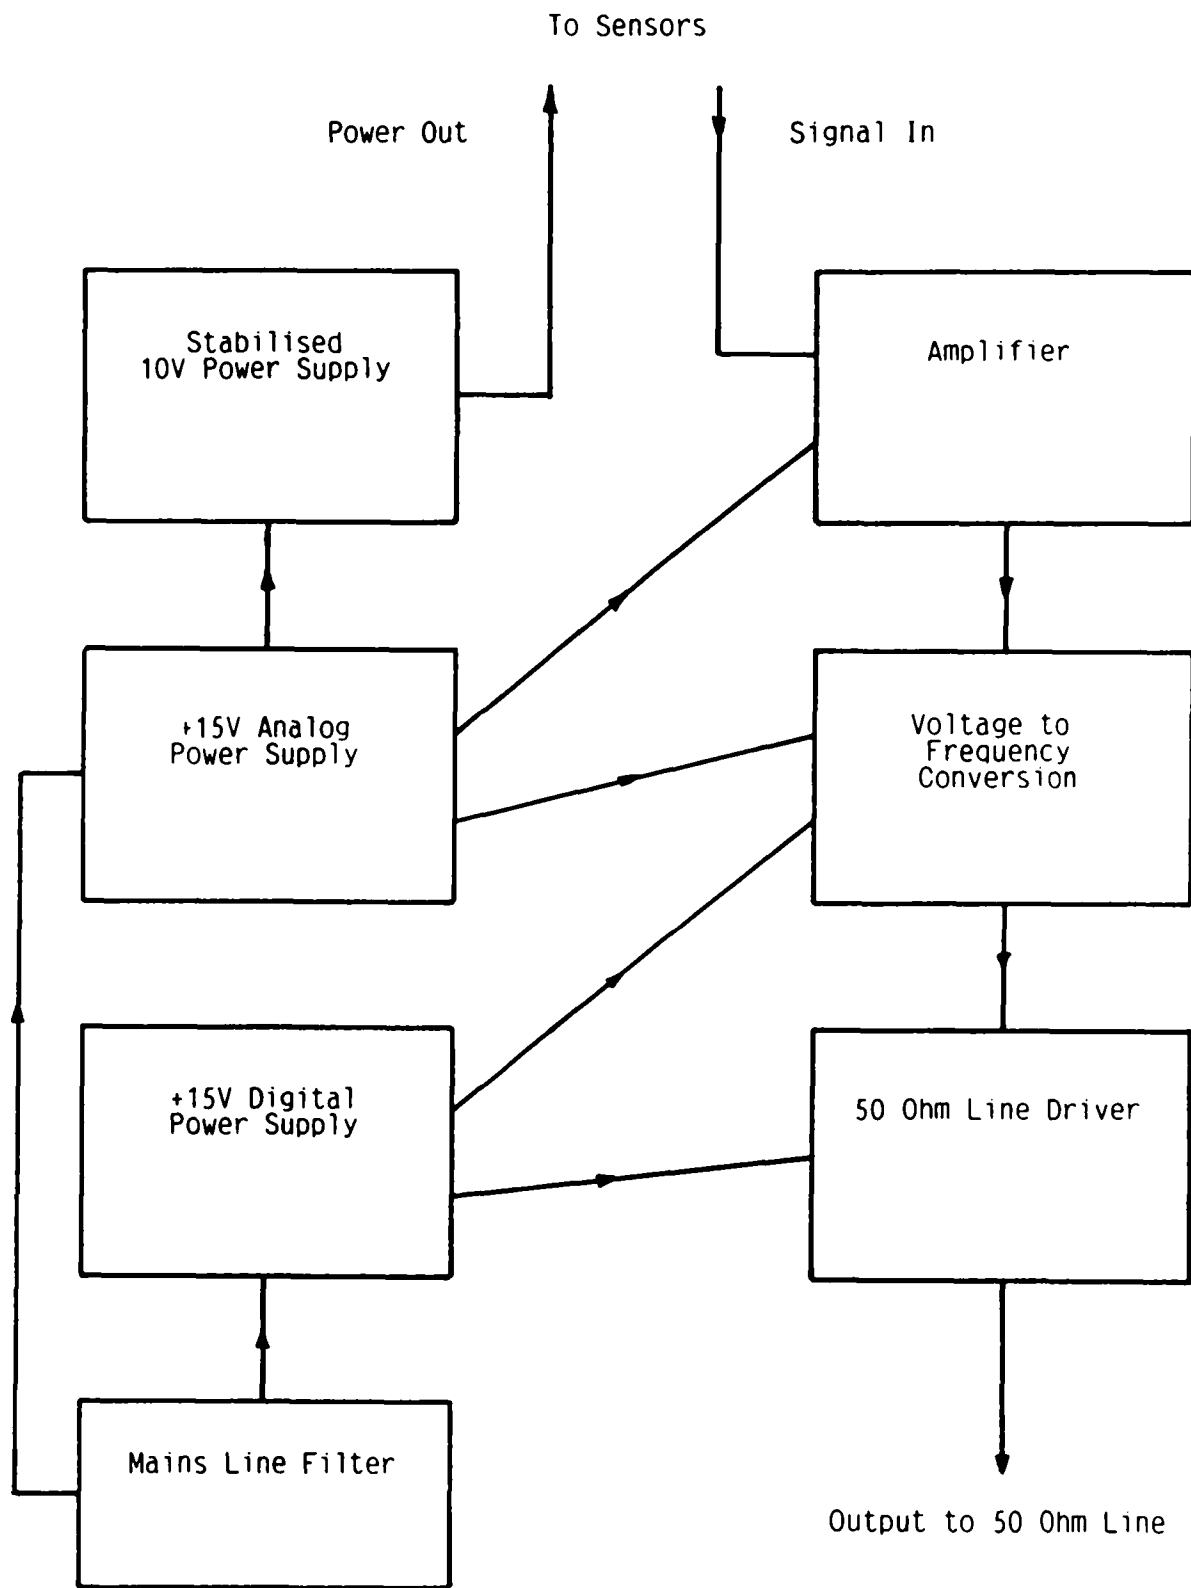 To Sensors
Power Out
Signal In
Stabilised
10V Power Supply
Amplifier
+15V Analog
Power Supply
Voltage to
Frequency
Conversion
+15V Digital
Power Supply
50 Ohm Line Driver
Mains Line Filter
Output to 50 Ohm Line